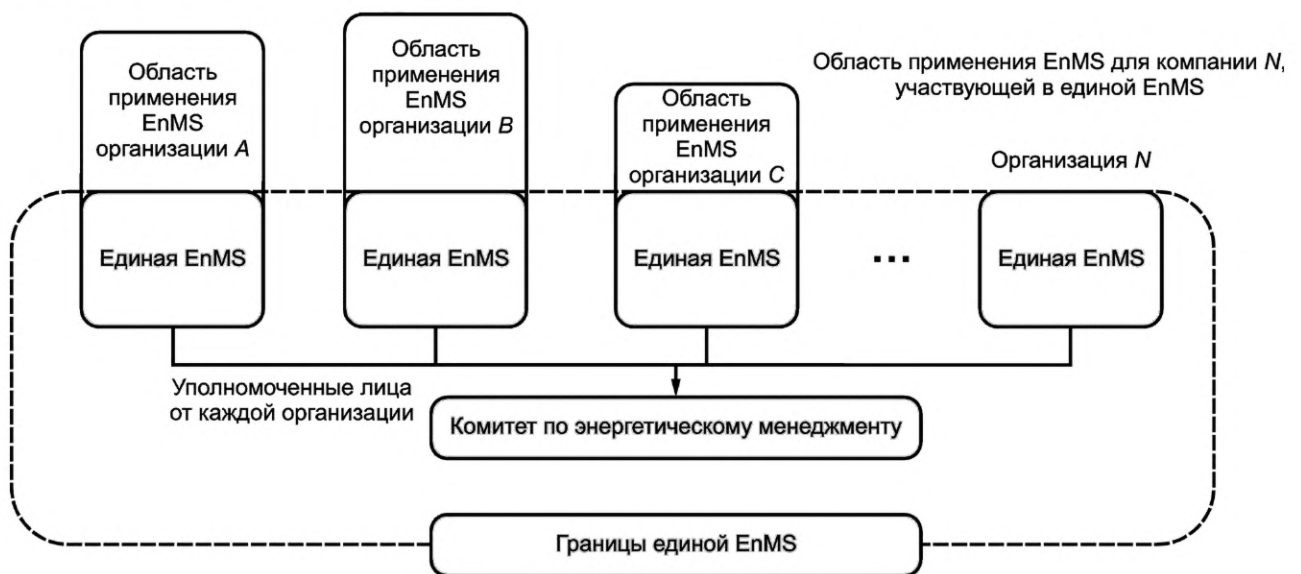 Область
применения
EnMS
организации A
Область
применения
EnMS
организации B
Область
применения
EnMS
организации C
Область применения EnMS для компании N,
участвующей в единой EnMS
Организация N
Единая EnMS
Единая EnMS
Единая EnMS
...
Единая EnMS
Уполномоченные лица
от каждой организации
Комитет по энергетическому менеджменту
Границы единой EnMS